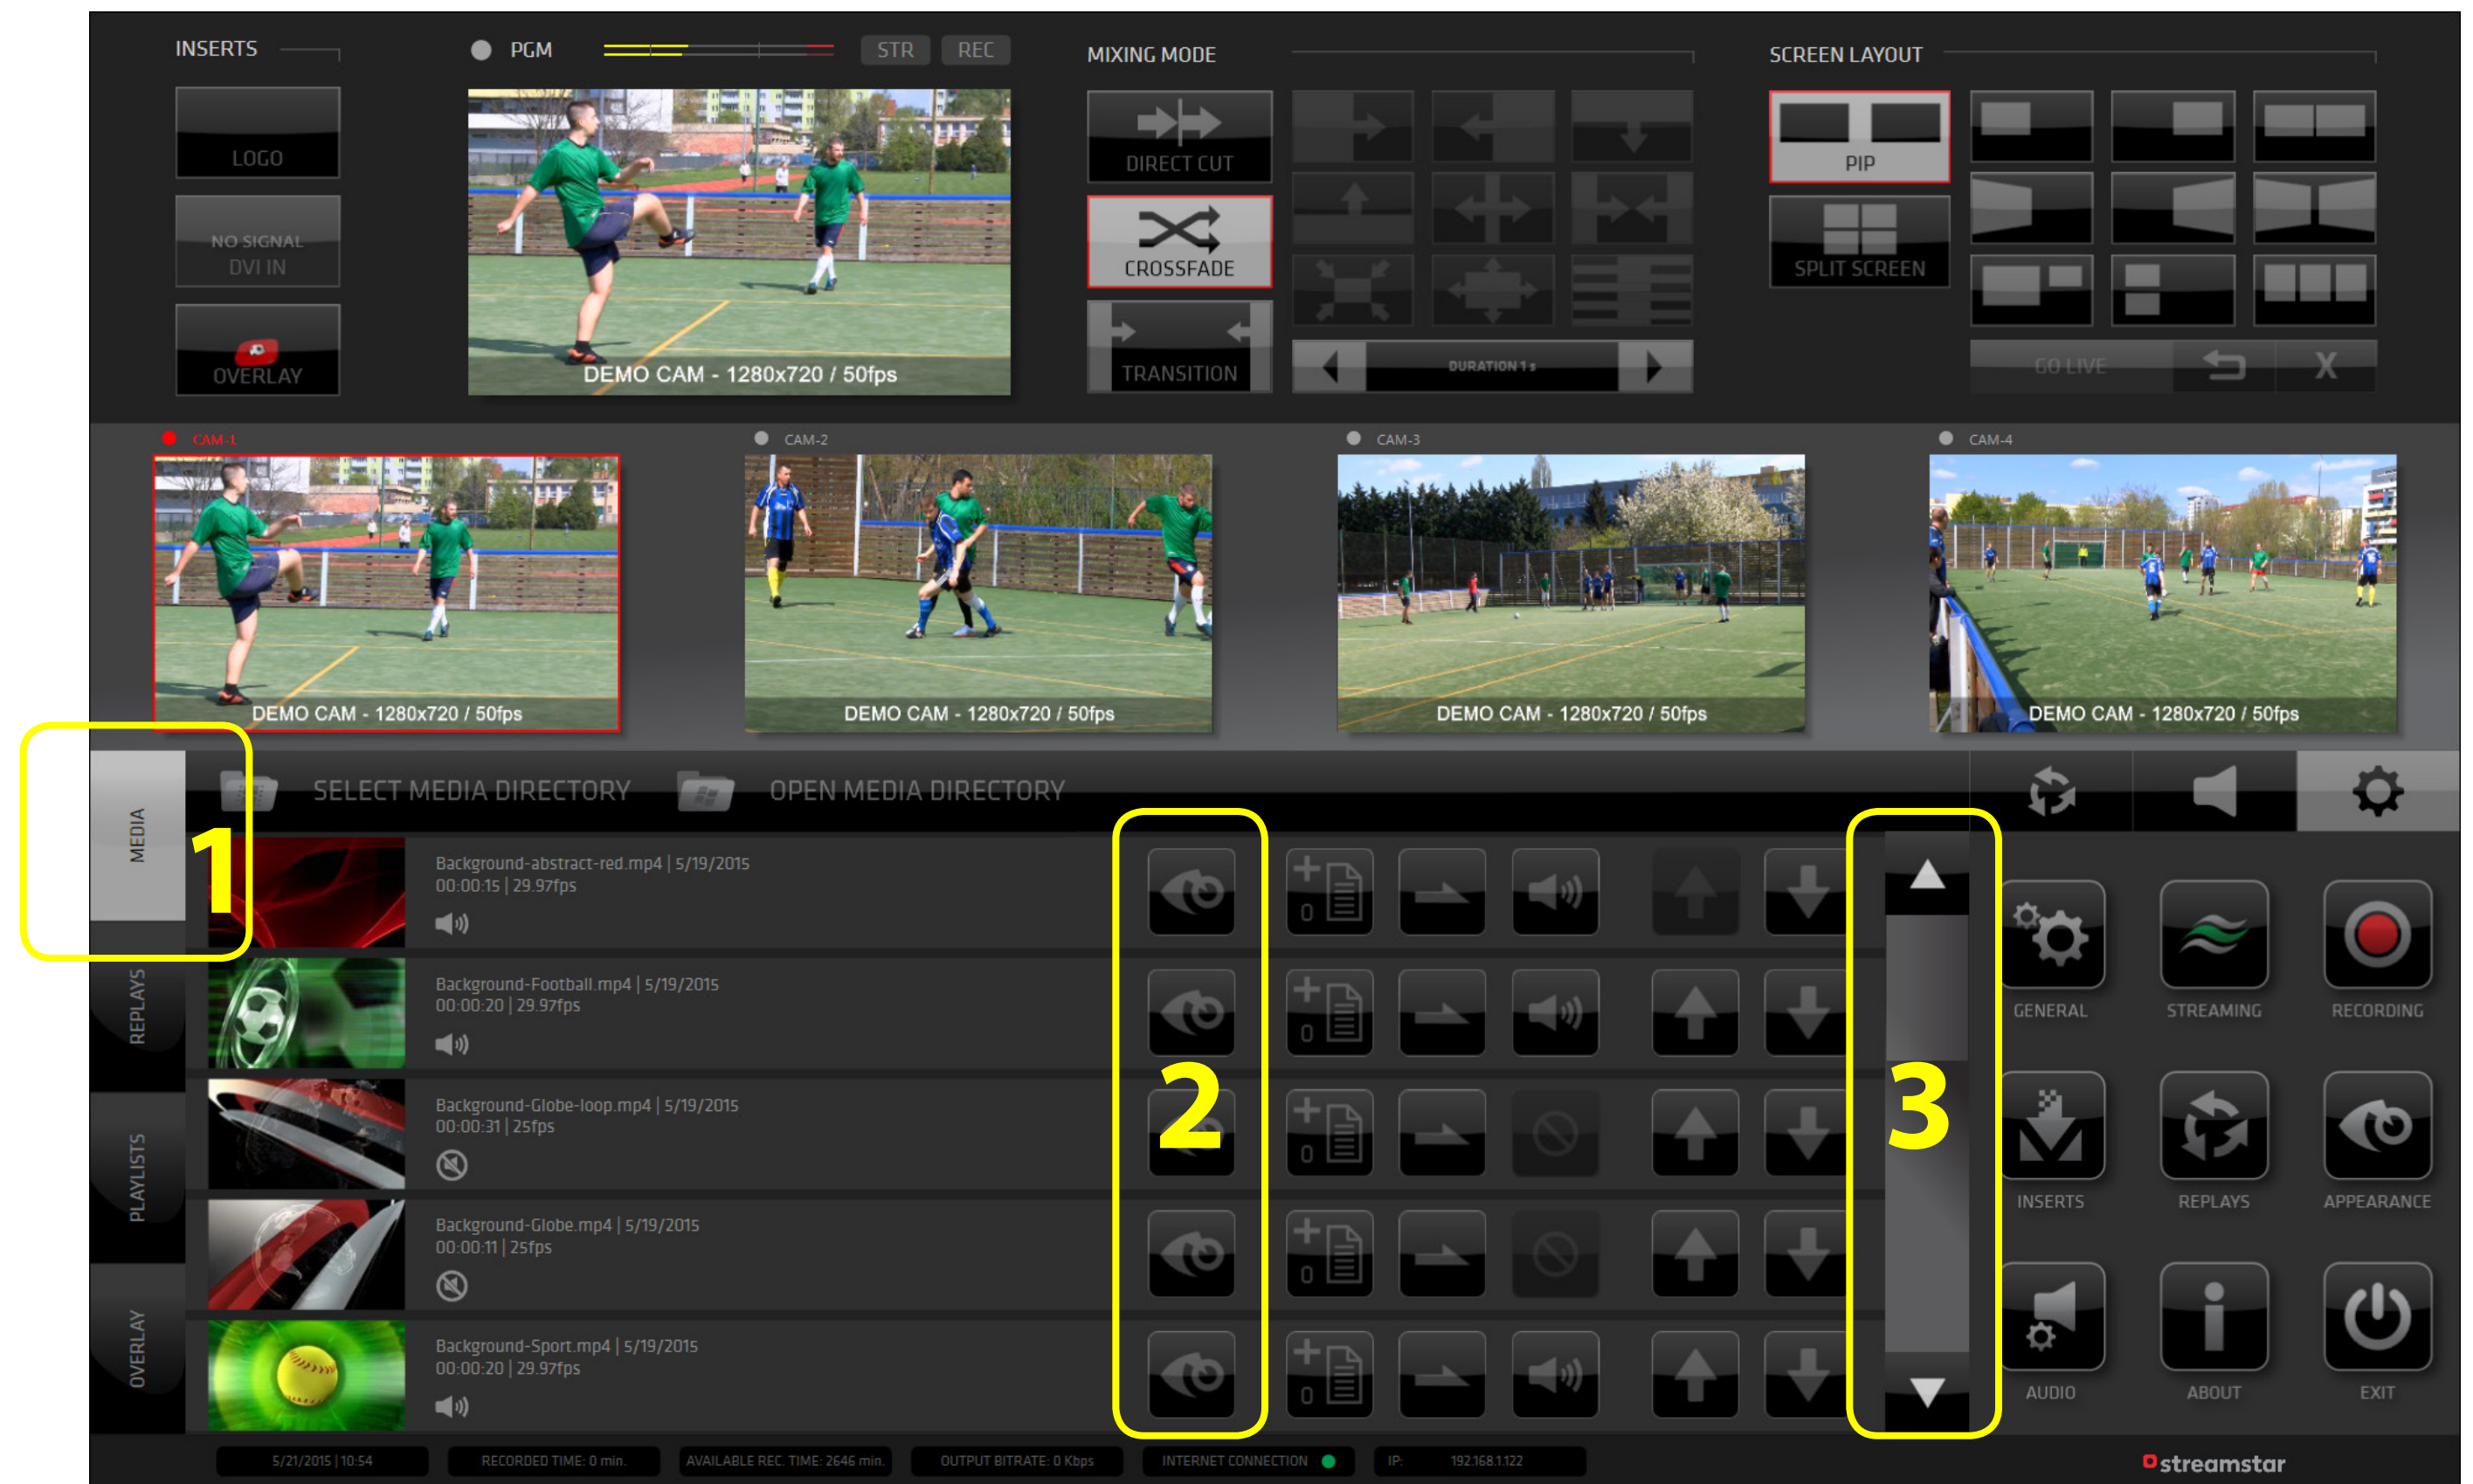 INSERTS
PGM
STR
REC
MIXING MODE
SCREEN LAYOUT
LOGO
NO SIGNAL
DVI IN
OVERLAY
DEMO CAM - 1280x720 / 50fps
DIRECT CUT
CROSSFADE
TRANSITION
DURATION 1 s
PIP
SPLIT SCREEN
GO LIVE
X
CAM-1
CAM-2
CAM-3
CAM-4
DEMO CAM - 1280x720 / 50fps
DEMO CAM - 1280x720 / 50fps
DEMO CAM - 1280x720 / 50fps
DEMO CAM - 1280x720 / 50fps
MEDIA
1
REPLAYS
PLAYLISTS
OVERLAY
SELECT MEDIA DIRECTORY
OPEN MEDIA DIRECTORY
Background-abstract-red.mp4 | 5/19/2015
00:00:15 | 29.97fps
0
Background-Football.mp4 | 5/19/2015
00:00:20 | 29.97fps
0
Background-Globe-loop.mp4 | 5/19/2015
00:00:31 | 25fps
0
Background-Globe.mp4 | 5/19/2015
00:00:11 | 25fps
0
Background-Sport.mp4 | 5/19/2015
00:00:20 | 29.97fps
0
2
3
GENERAL
STREAMING
RECORDING
INSERTS
REPLAYS
APPEARANCE
AUDIO
ABOUT
EXIT
5/21/2015 | 10:54
RECORDED TIME: 0 min.
AVAILABLE REC. TIME: 2646 min.
OUTPUT BITRATE: 0 Kbps
INTERNET CONNECTION
IP: 192.168.1.122
streamstar